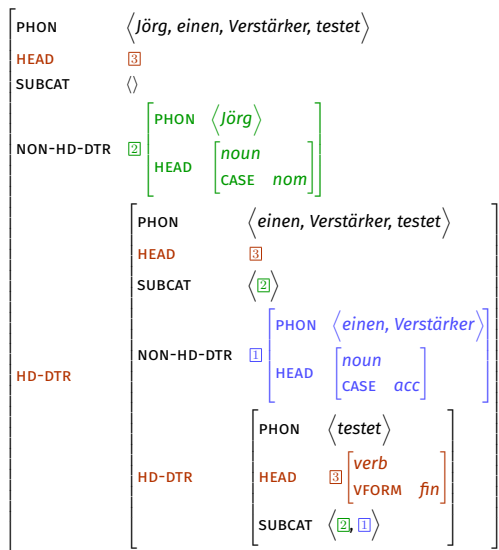 PHON ⟨Jörg, einen, Verstärker, testet⟩
HEAD 3
SUBCAT ⟨⟩
NON-HD-DTR 2
PHON ⟨Jörg⟩
HEAD noun
CASE nom
HD-DTR
PHON ⟨einen, Verstärker, testet⟩
HEAD 3
SUBCAT ⟨2⟩
NON-HD-DTR 1
PHON ⟨einen, Verstärker⟩
HEAD noun
CASE acc
HD-DTR
PHON ⟨testet⟩
HEAD 3 verb
VFORM fin
SUBCAT ⟨2, 1⟩